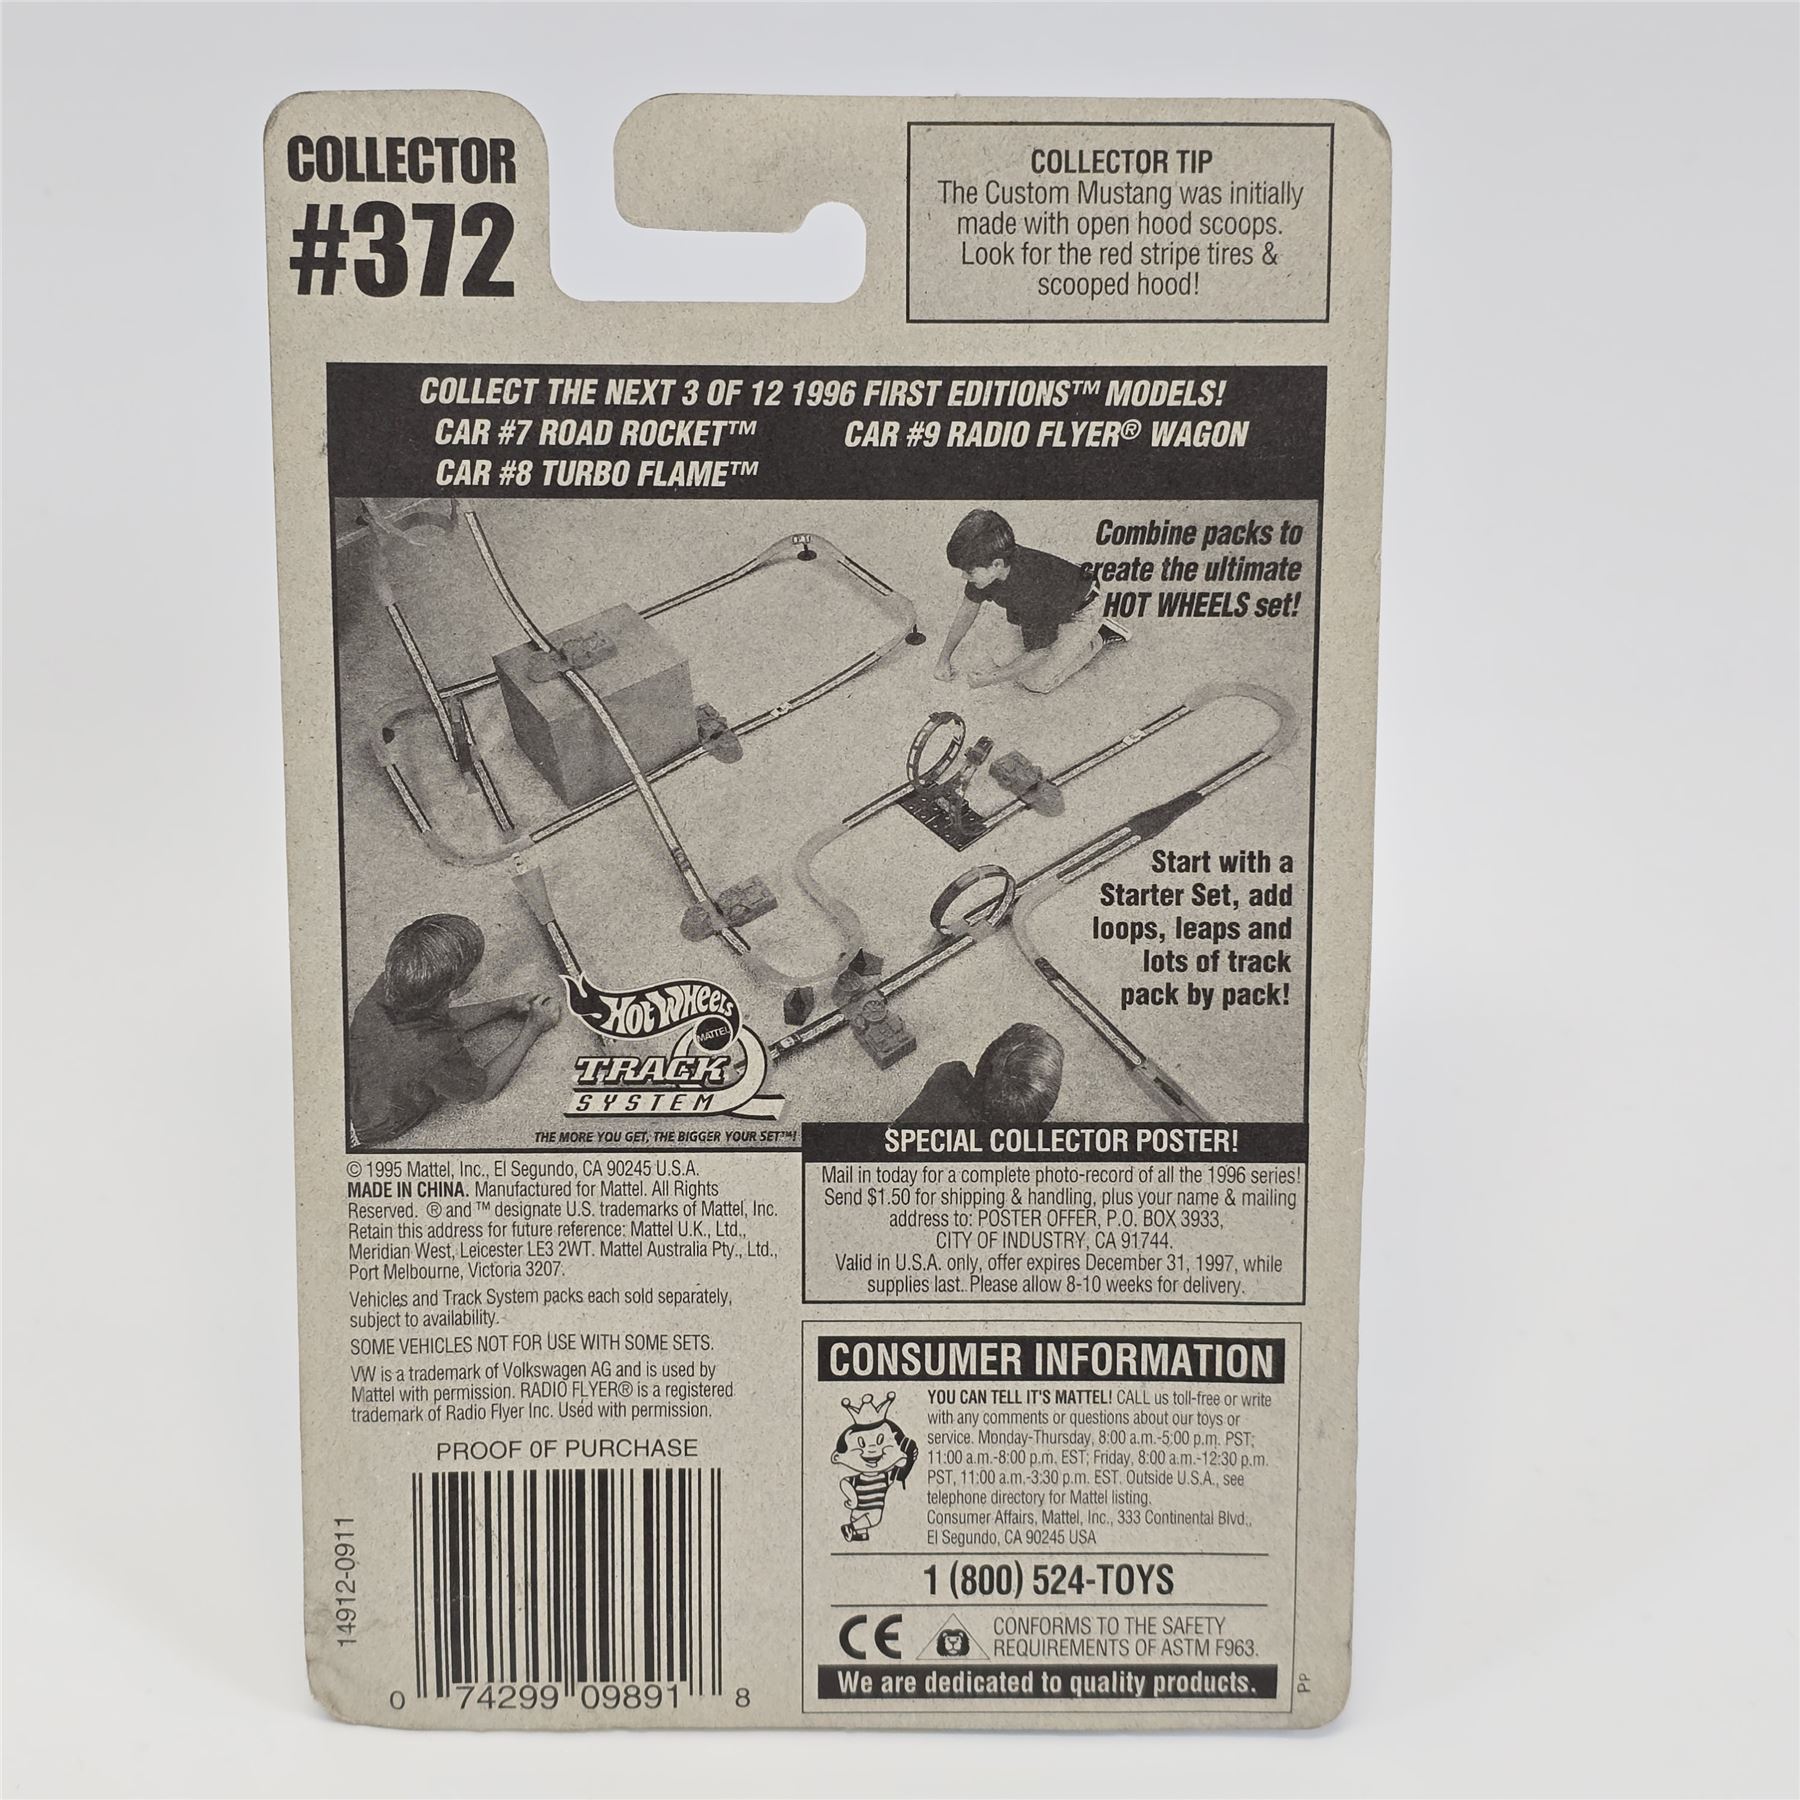 COLLECTOR
#372
COLLECTOR TIP
The Custom Mustang was initially
made with open hood scoops.
Look for the red stripe tires &
scooped hood!
COLLECT THE NEXT 3 OF 12 1996 FIRST EDITIONS™ MODELS!
CAR #7 ROAD ROCKET™
CAR #8 TURBO FLAME™
CAR #9 RADIO FLYER® WAGON
Combine packs to
create the ultimate
HOT WHEELS set!
Start with a
Starter Set, add
loops, leaps and
lots of track
pack by pack!
HOT WHEELS
MATTEL
TRACK
SYSTEM
THE MORE YOU GET, THE BIGGER YOUR SET™!
© 1995 Mattel, Inc., El Segundo, CA 90245 U.S.A.
MADE IN CHINA. Manufactured for Mattel. All Rights
Reserved. ® and ™ designate U.S. trademarks of Mattel, Inc.
Retain this address for future reference: Mattel U.K., Ltd.,
Meridian West, Leicester LE3 2WT. Mattel Australia Pty., Ltd.,
Port Melbourne, Victoria 3207.
Vehicles and Track System packs each sold separately,
subject to availability.
SOME VEHICLES NOT FOR USE WITH SOME SETS.
VW is a trademark of Volkswagen AG and is used by
Mattel with permission. RADIO FLYER® is a registered
trademark of Radio Flyer Inc. Used with permission.
PROOF OF PURCHASE
14912-0911
0 74299 09891 8
SPECIAL COLLECTOR POSTER!
Mail in today for a complete photo-record of all the 1996 series!
Send $1.50 for shipping & handling, plus your name & mailing
address to: POSTER OFFER, P.O. BOX 3933,
CITY OF INDUSTRY, CA 91744.
Valid in U.S.A. only, offer expires December 31, 1997, while
supplies last. Please allow 8-10 weeks for delivery.
CONSUMER INFORMATION
YOU CAN TELL IT'S MATTEL! CALL us toll-free or write
with any comments or questions about our toys or
service. Monday-Thursday, 8:00 a.m.-5:00 p.m. PST;
11:00 a.m.-8:00 p.m. EST; Friday, 8:00 a.m.-12:30 p.m.
PST, 11:00 a.m.-3:30 p.m. EST. Outside U.S.A., see
telephone directory for Mattel listing.
Consumer Affairs, Mattel, Inc., 333 Continental Blvd.,
El Segundo, CA 90245 USA
1 (800) 524-TOYS
CE
CONFORMS TO THE SAFETY
REQUIREMENTS OF ASTM F963.
We are dedicated to quality products.
PP